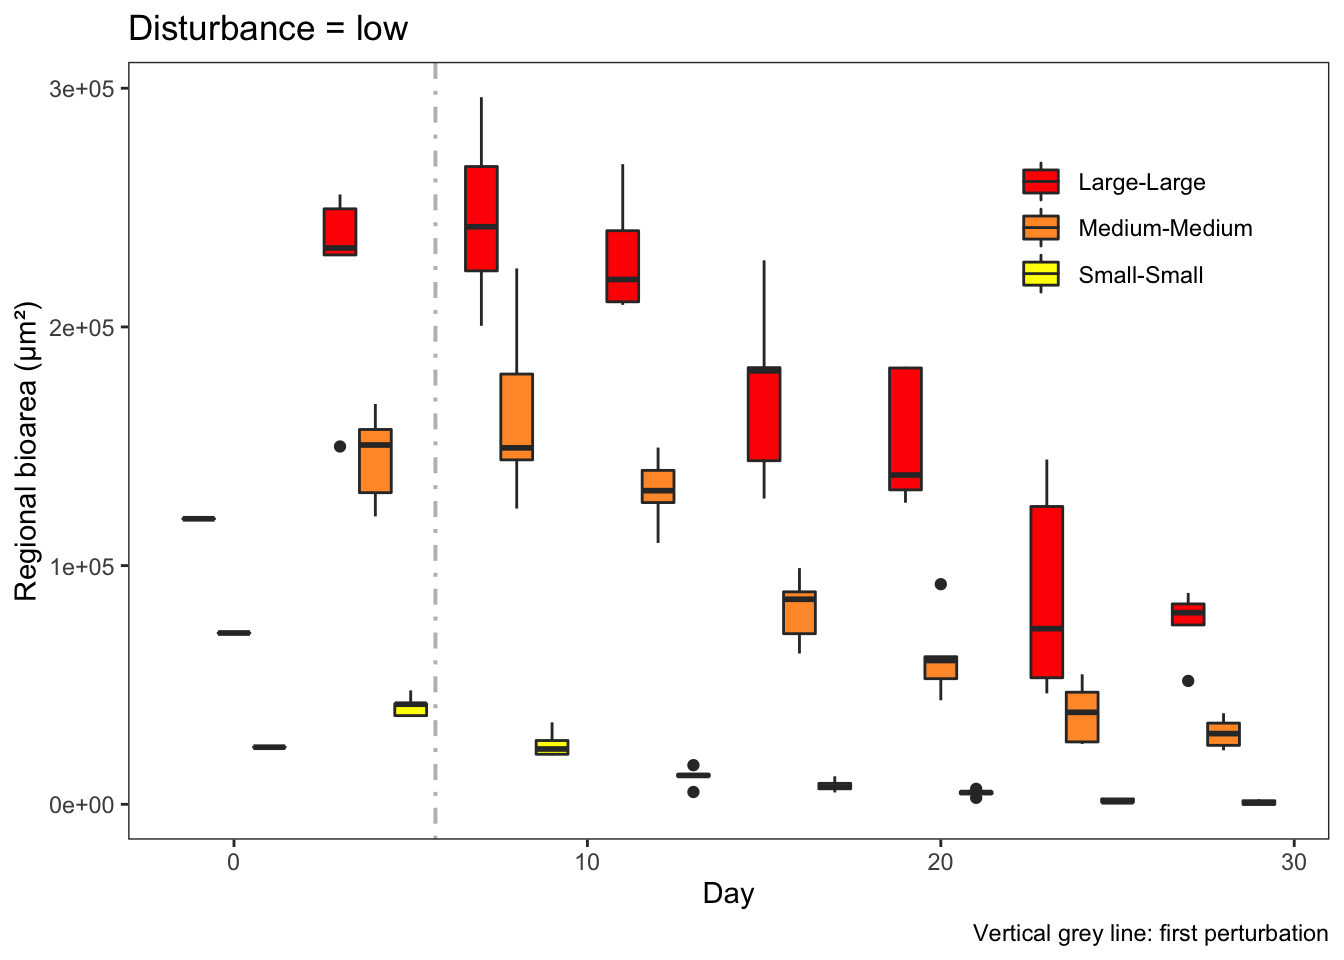 Disturbance = low
3e+05
2e+05
1e+05
0e+00
Regional bioarea (µm²)
Large-Large
Medium-Medium
Small-Small
0
10
20
30
Day
Vertical grey line: first perturbation